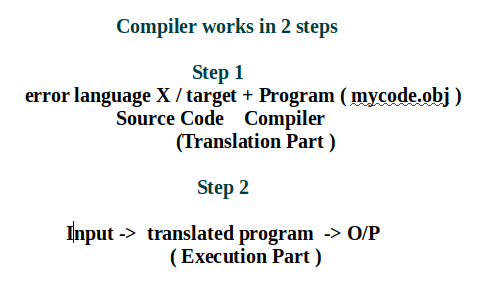 Compiler works in 2 steps
Step 1
error language X / target + Program ( mycode.obj )
Source Code Compiler
(Translation Part )
Step 2
Input -> translated program -> O/P
( Execution Part )